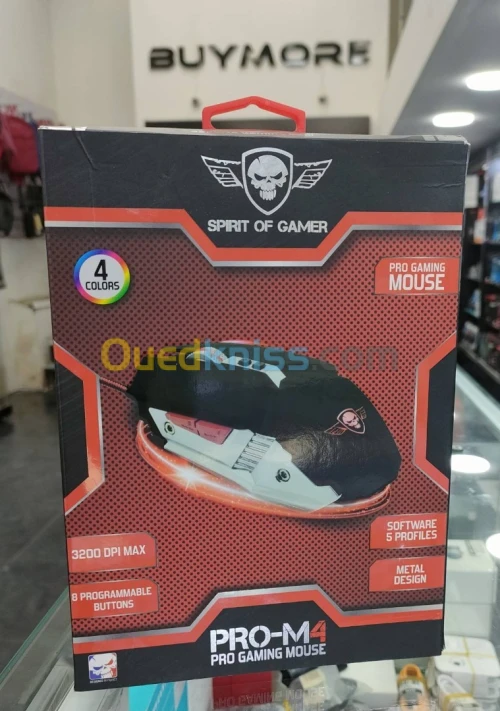 BUYMORE
SPIRIT OF GAMER
4
COLORS
PRO GAMING
MOUSE
Ouedkniss.com
3200 DPI MAX
SOFTWARE
5 PROFILES
8 PROGRAMMABLE
BUTTONS
METAL
DESIGN
PRO-M4
PRO GAMING MOUSE